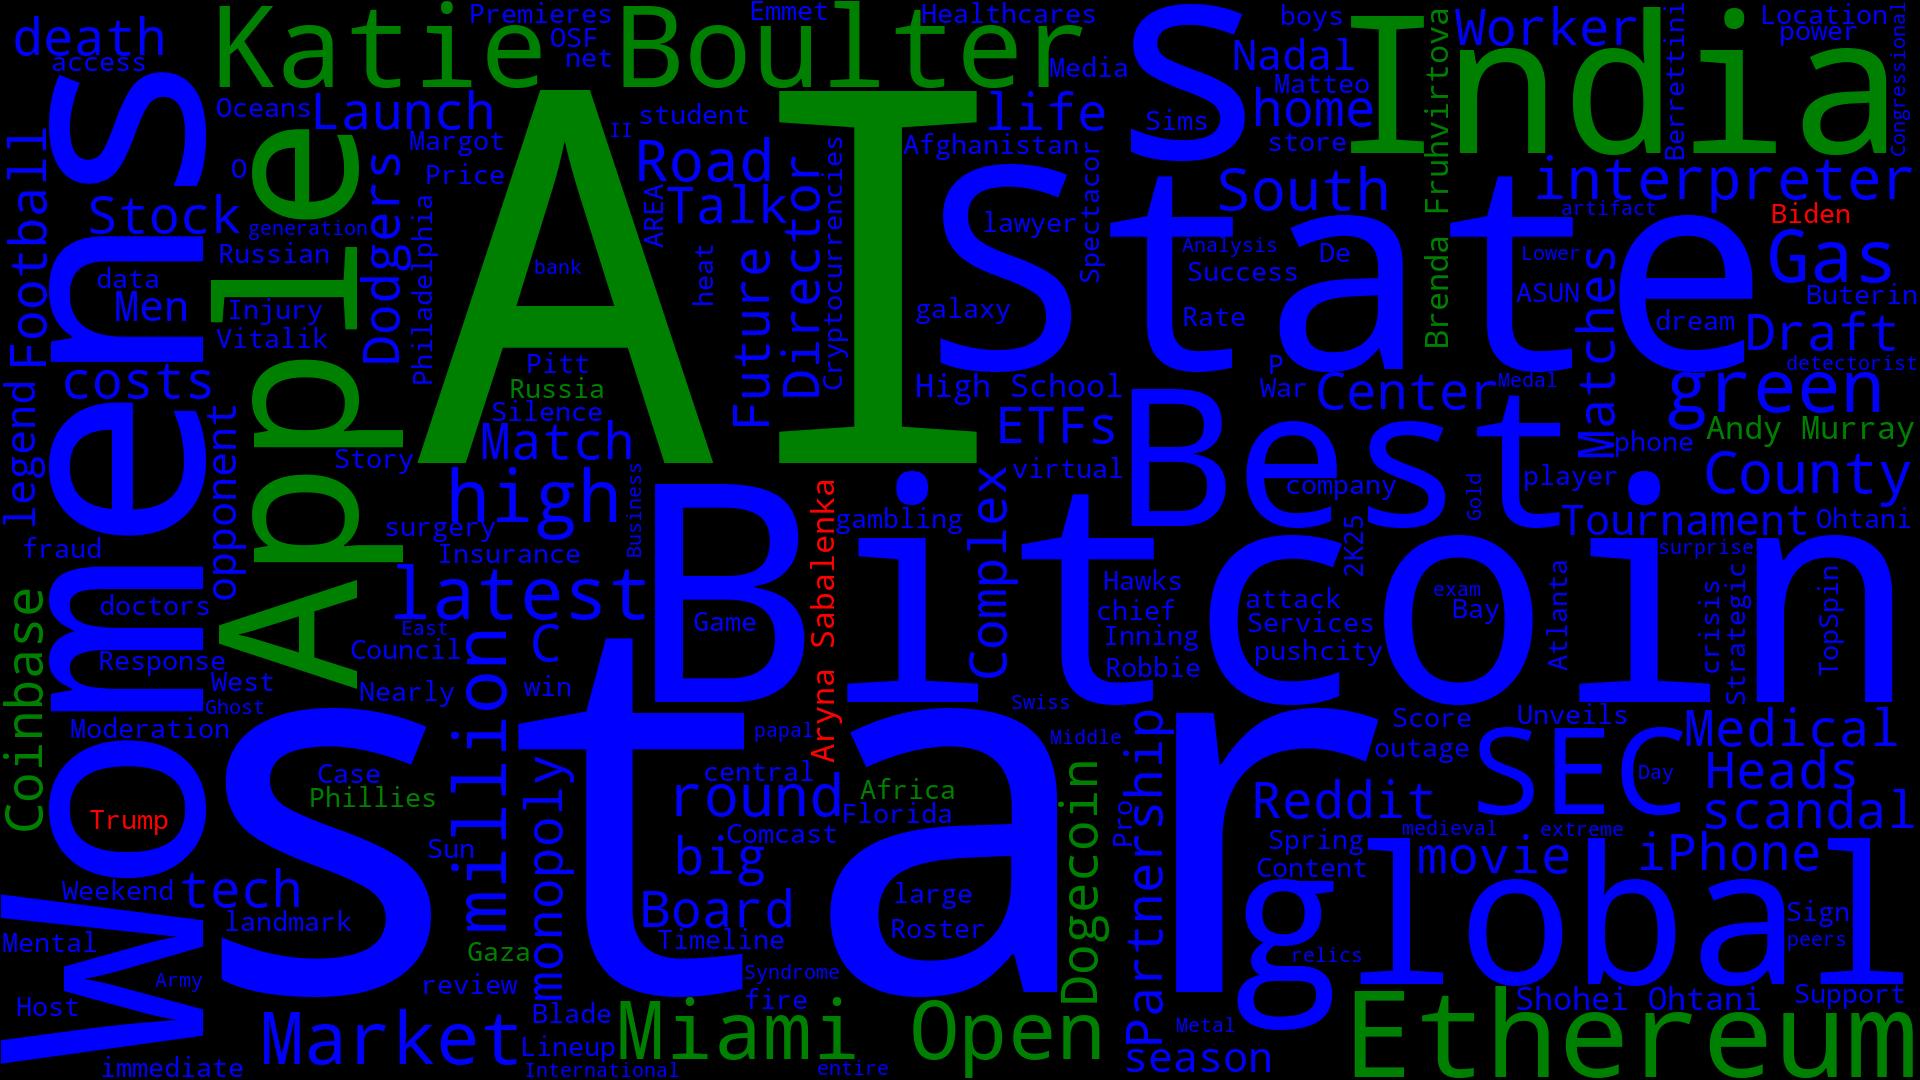 death
access
Katie Boulter
Premieres
OSF
net
Emmet
Healthcares
Media
s
boys
Nadal
Matteo
home
store
Sims
India
Worker
Berrettini
Location
power
Congressional
Brenda Fruhvirtova
Womens
Football
Stock
data
Men
costs
legend
opponent
fraud
Coinbase
doctors
Response
West
Ghost
Moderation
Trump
Weekend
tech
landmark
Mental
Army
Host
immediate
Oceans
Launch
O
generation
Russian
Injury
Vitalik
Apple
Dodgers
Philadelphia
Margot
Price
AI
II
student
Road
Talk
AREA
heat
bank
Pitt
Russia
Silence
Match
Story
high
surgery
Insurance
Business
latest
East
Council
Nearly
million
C
win
Future
Director
Cryptocurrencies
life
Afghanistan
State
lawyer
Spectacor
galaxy
South
Analysis
Success
Rate
De
Lower
ASUN
artifact
interpreter
Biden
Gas
Buterin
Matches
dream
Draft
detectorist
High School
P
War
Center
Medal
green
ETFs
virtual
Best
company
Gold
phone
player
Andy Murray
County
Tournament
Ohtani
surprise
Bitcoin
Game
Aryna Sabalenka
gambling
Complex
Hawks
chief
Inning
Robbie
2K25
attack
Services
pushcity
exam
Bay
Atlanta
crisis
Strategic
TopSpin
Swiss
star
Case
Phillies
Sun
Gaza
review
monopoly
papal
central
round
Comcast
big
Board
Timeline
Syndrome
fire
Africa
Florida
large
Roster
Middle
Dogecoin
Pro
Partnership
Score
outage
Unveils
SEC
Day
Medical
Heads
scandal
Reddit
Spring
Content
medieval
extreme
movie
iPhone
global
relics
Sign
peers
Market
Blade
Lineup
International
Miami Open
entire
Metal
season
Ethereum
Shohei Ohtani
Support